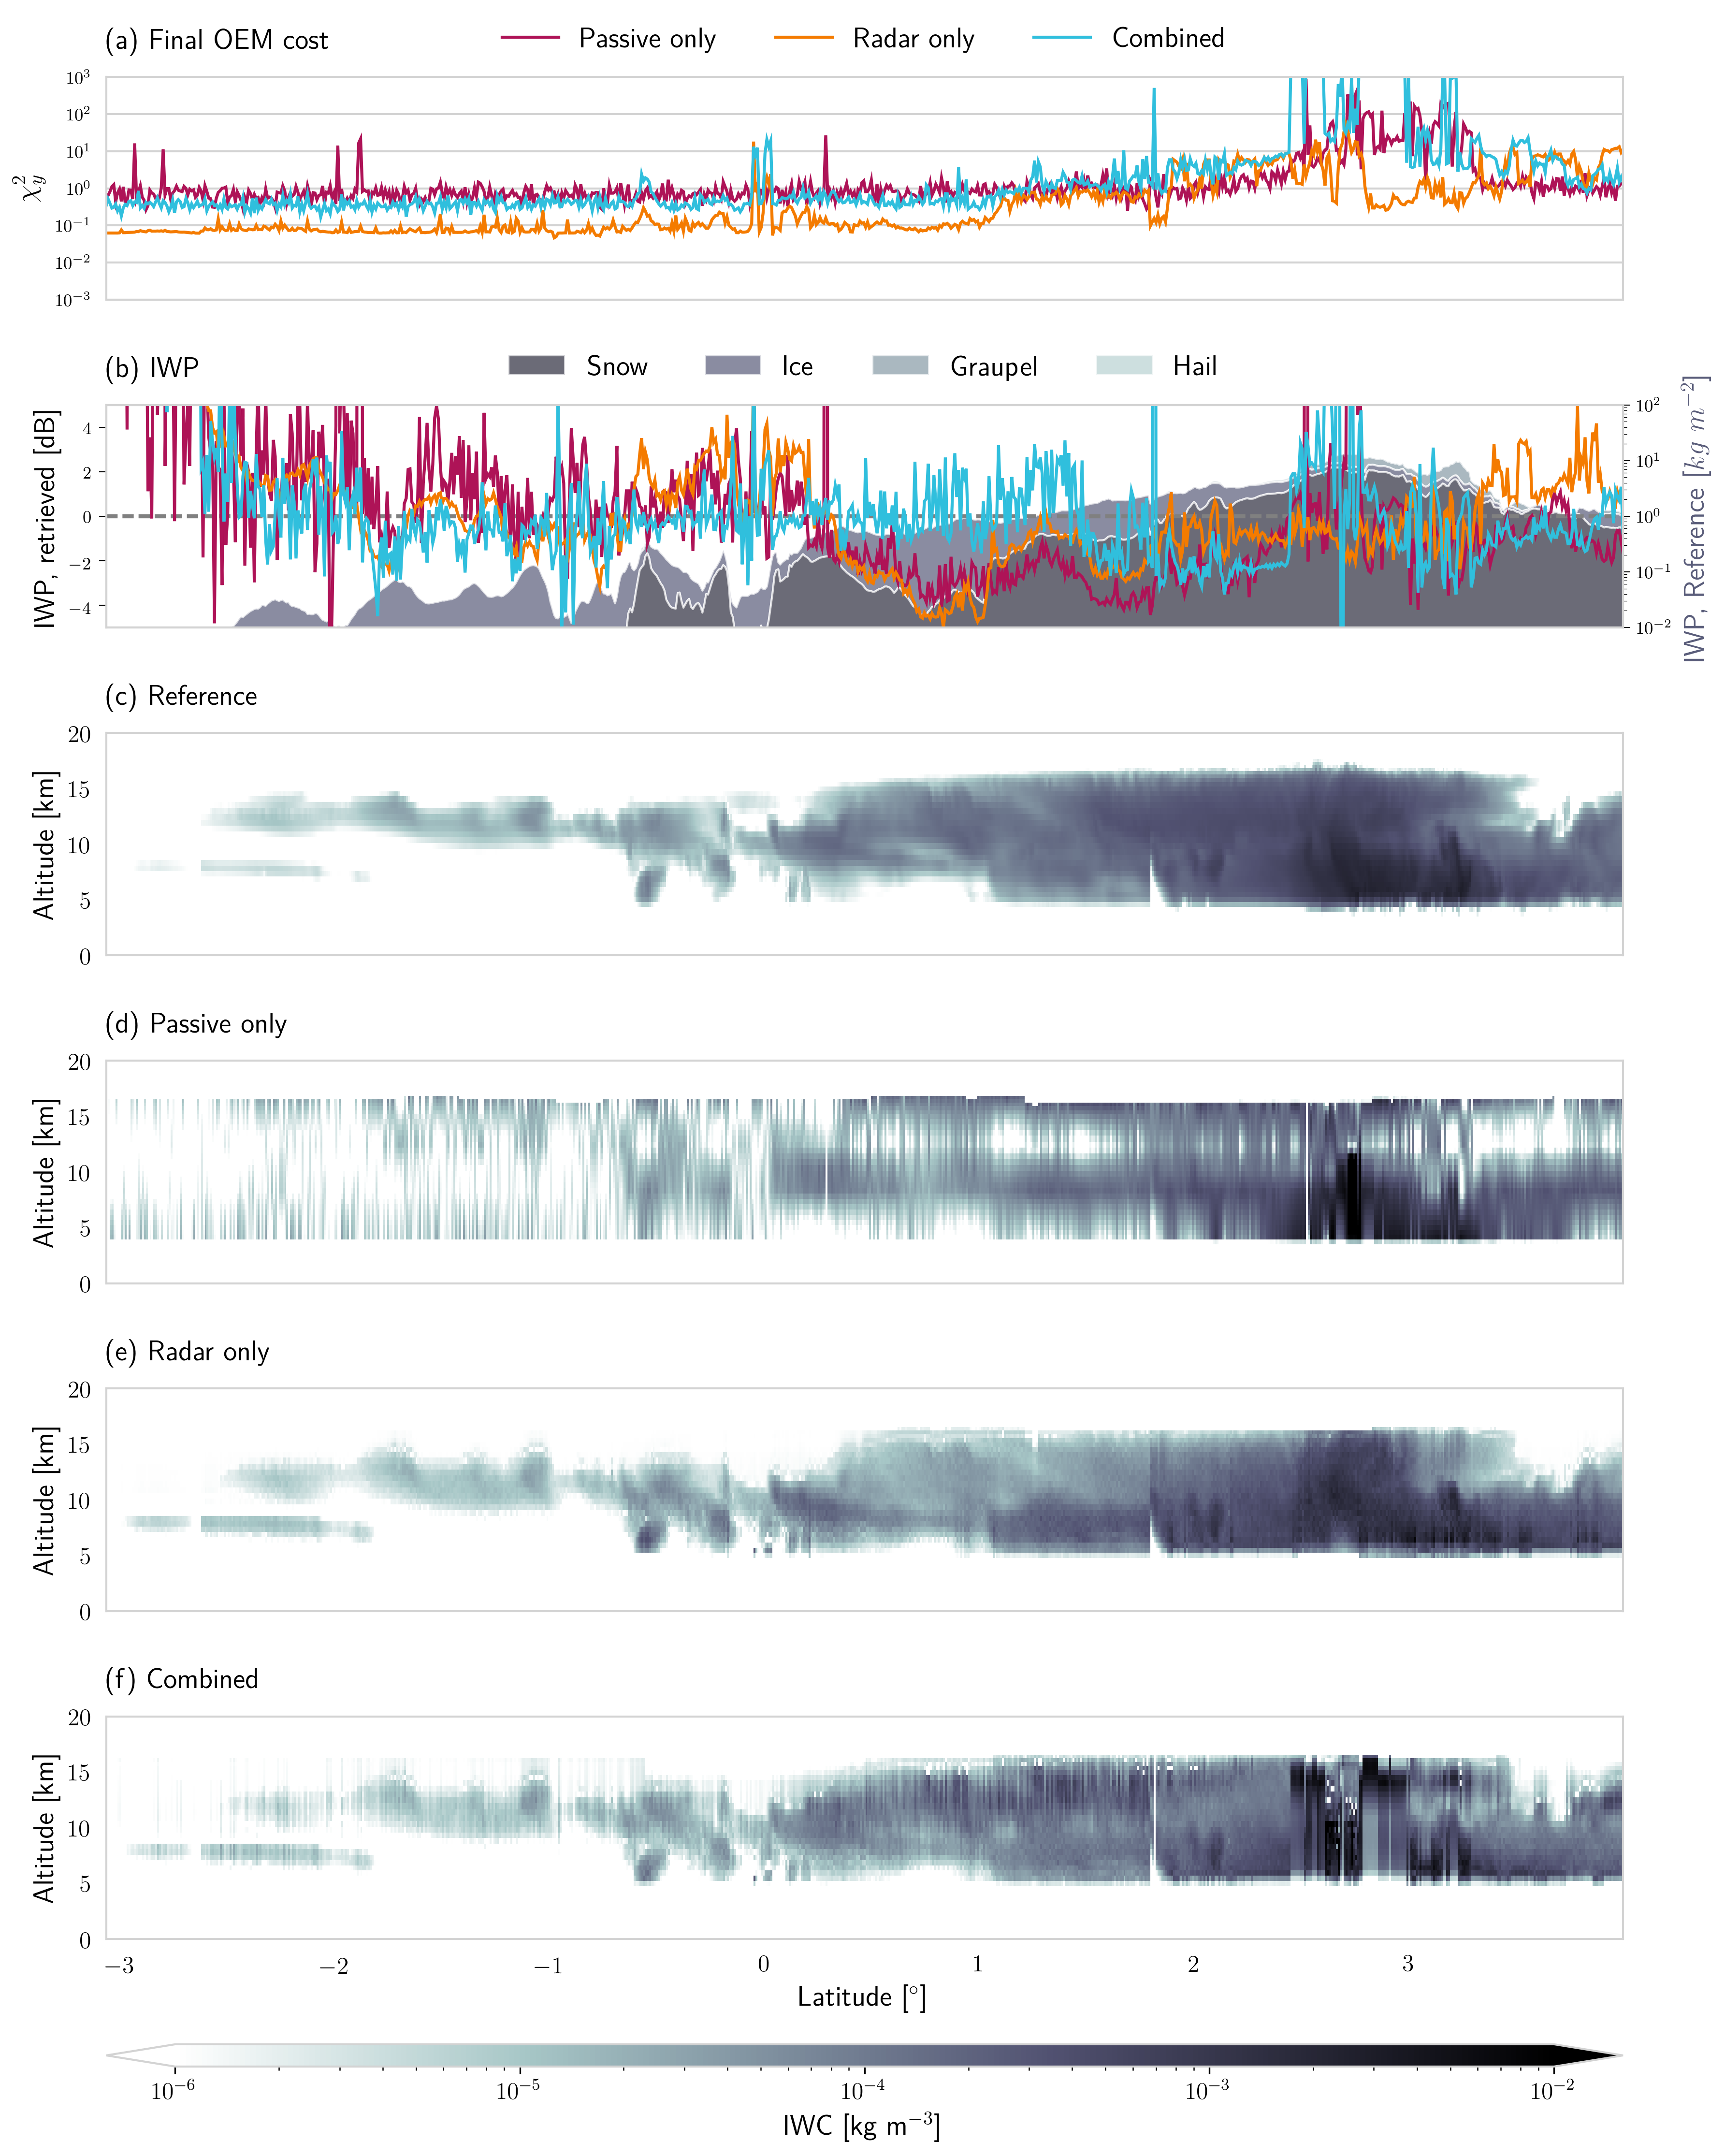 (a) Final OEM cost
Passive only
Radar only
Combined
10³
10²
10¹
10⁰
10⁻¹
10⁻²
10⁻³
χ²y
(b) IWP
Snow
Ice
Graupel
Hail
4
2
0
−2
−4
IWP, retrieved [dB]
10²
10¹
10⁰
10⁻¹
10⁻²
IWP, Reference [kg m⁻²]
(c) Reference
20
15
10
5
0
Altitude [km]
(d) Passive only
20
15
10
5
0
Altitude [km]
(e) Radar only
20
15
10
5
0
Altitude [km]
(f) Combined
20
15
10
5
0
Altitude [km]
−3 −2 −1 0 1 2 3
Latitude [°]
10⁻⁶ 10⁻⁵ 10⁻⁴ 10⁻³ 10⁻²
IWC [kg m⁻³]